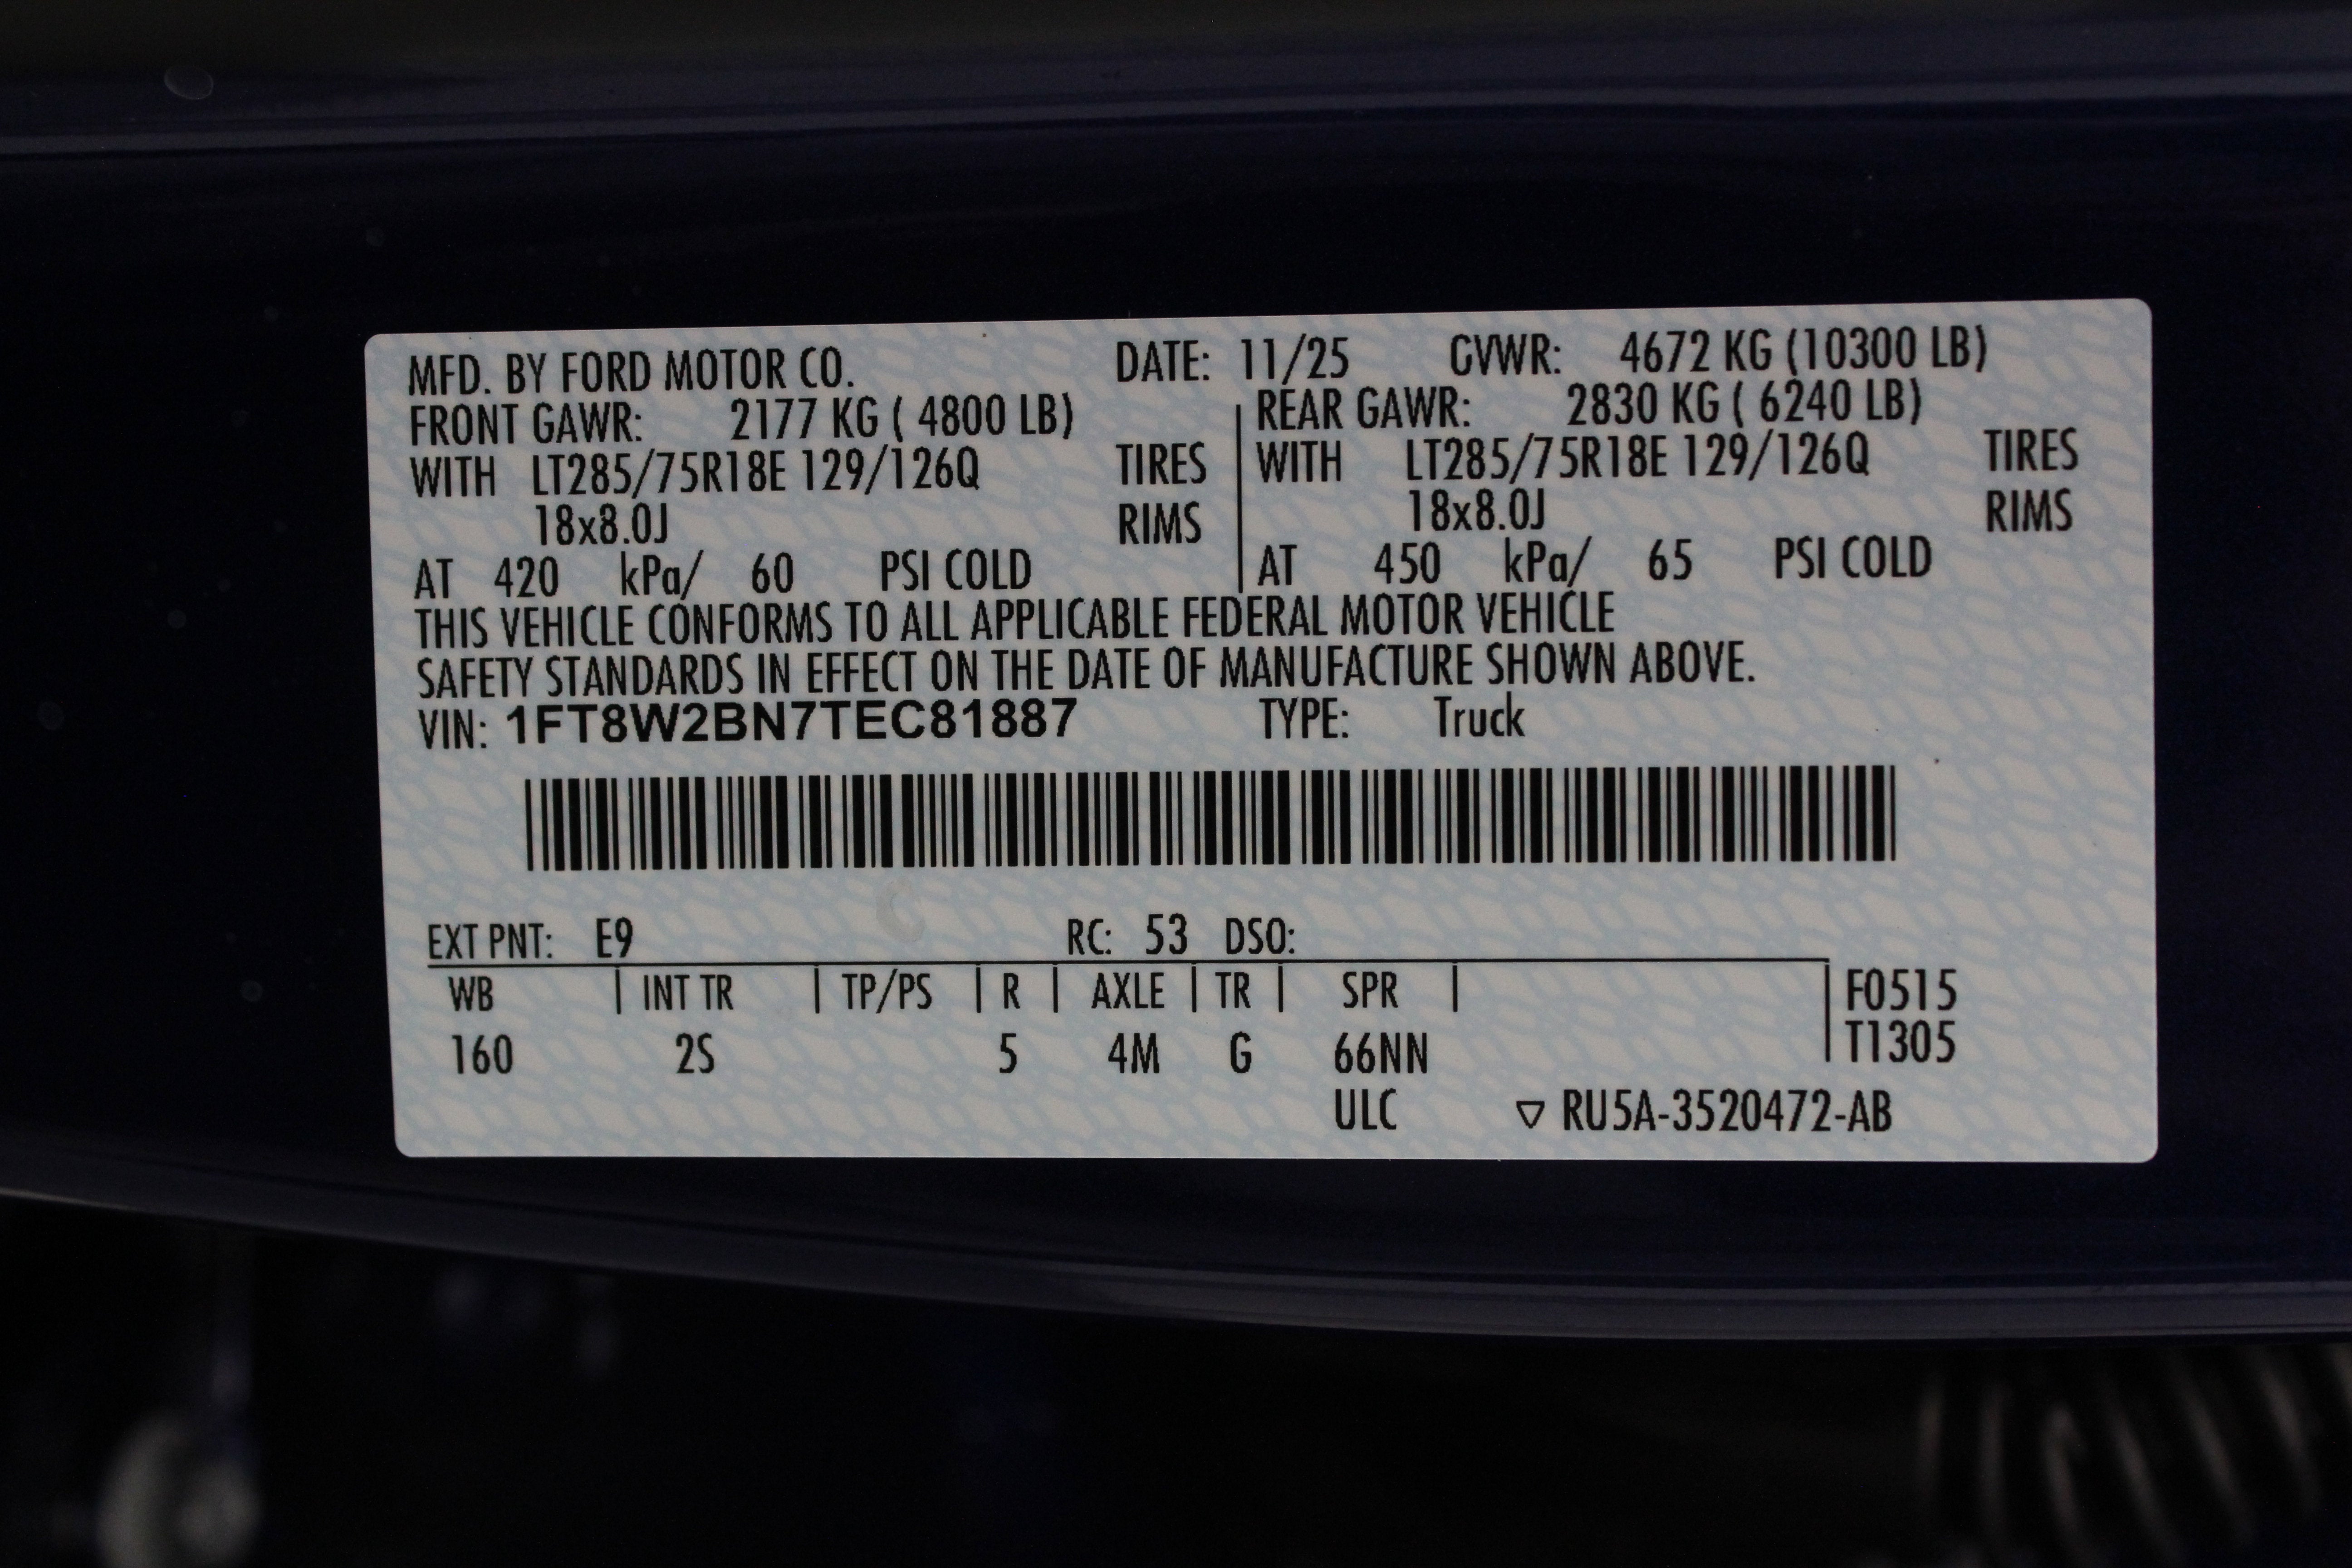 MFD. BY FORD MOTOR CO. DATE: 11/25 GVWR: 4672 KG (10300 LB)
FRONT GAWR: 2177 KG ( 4800 LB) REAR GAWR: 2830 KG ( 6240 LB)
WITH LT285/75R18E 129/126Q TIRES WITH LT285/75R18E 129/126Q TIRES
18x8.0J RIMS 18x8.0J RIMS
AT 420 kPa/ 60 PSI COLD AT 450 kPa/ 65 PSI COLD
THIS VEHICLE CONFORMS TO ALL APPLICABLE FEDERAL MOTOR VEHICLE
SAFETY STANDARDS IN EFFECT ON THE DATE OF MANUFACTURE SHOWN ABOVE.
VIN: 1FT8W2BN7TEC81887 TYPE: Truck
EXT PNT: E9 RC: 53 DSO:
WB | INT TR | TP/PS | R | AXLE | TR | SPR | F0515
160 2S 5 4M G 66NN T1305
ULC ▽ RU5A-3520472-AB